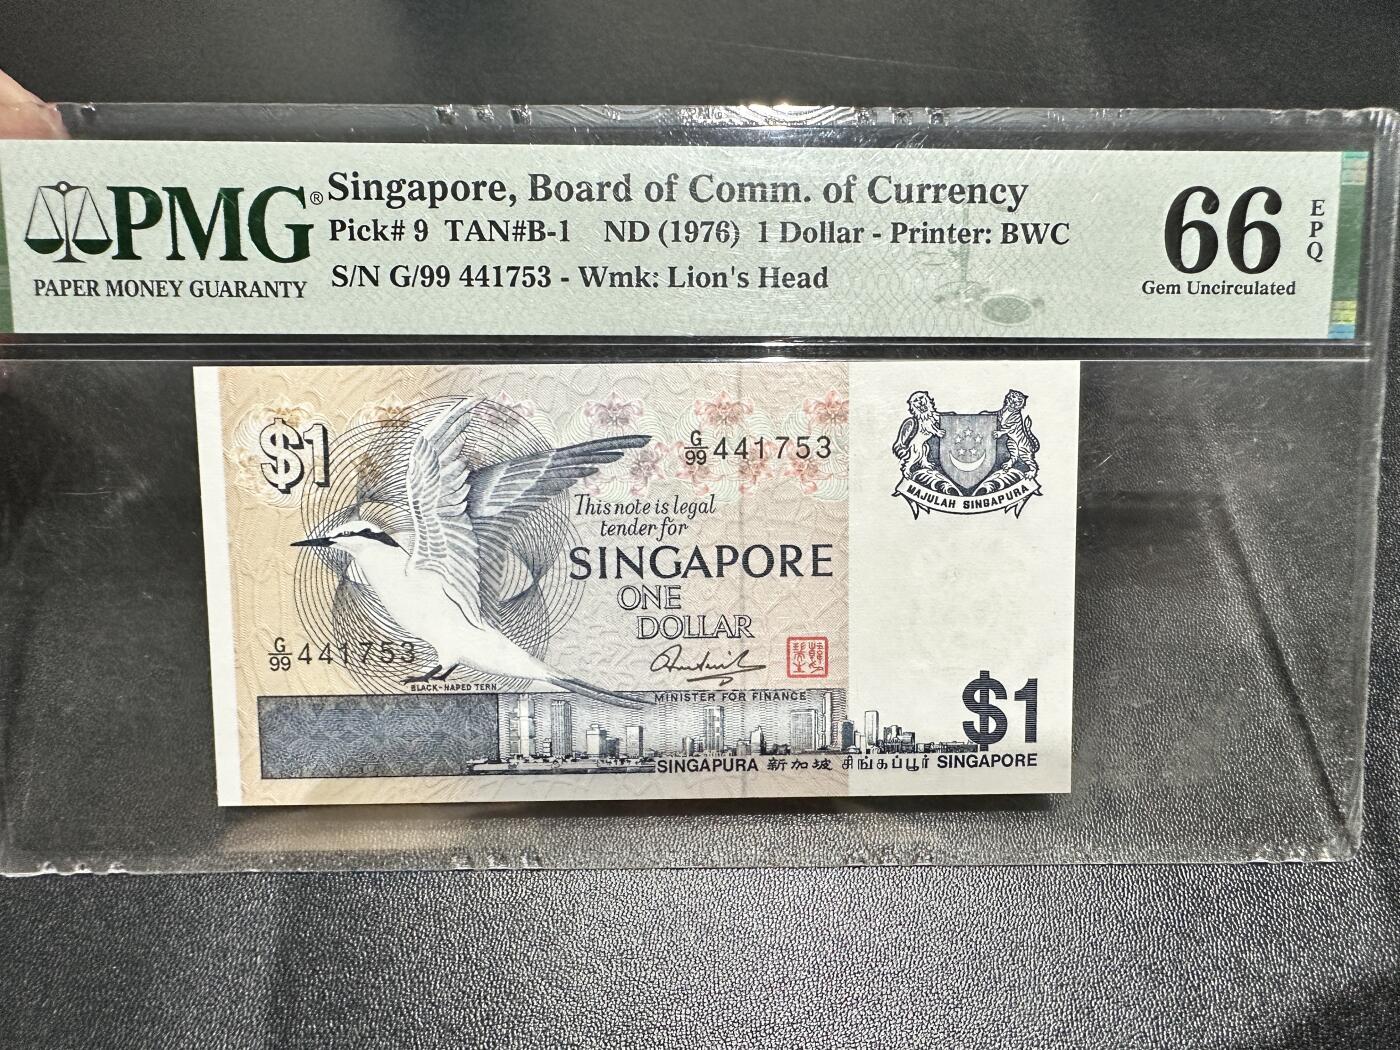 PMG®
PAPER MONEY GUARANTY
Singapore, Board of Comm. of Currency
Pick# 9 TAN#B-1 ND (1976) 1 Dollar - Printer: BWC
S/N G/99 441753 - Wmk: Lion's Head
66
EPQ
Gem Uncirculated
$1
G/99 441753
MAJULAH SINGAPURA
This note is legal
tender for
SINGAPORE
ONE
DOLLAR
G/99 441753
BLACK-NAPED TERN
MINISTER FOR FINANCE
$1
SINGAPURA 新加坡 சிங்கப்பூர் SINGAPORE